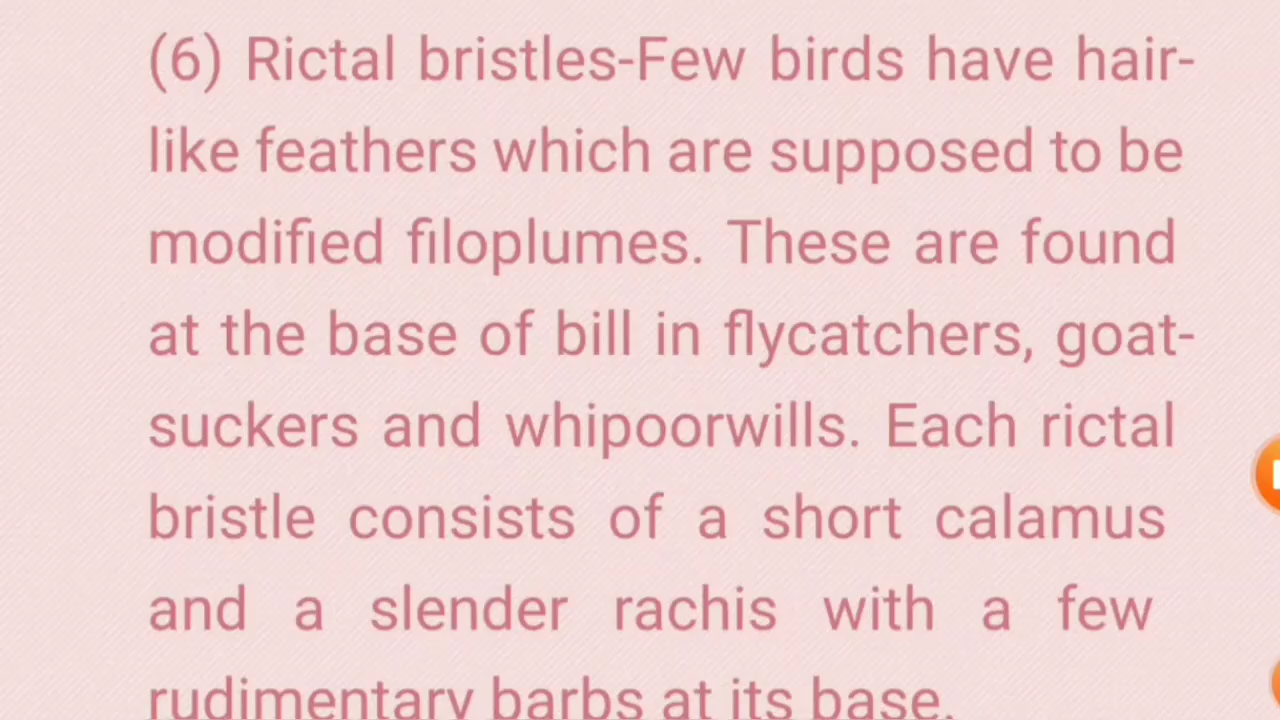 (6) Rictal bristles-Few birds have hair-
like feathers which are supposed to be
modified filoplumes. These are found
at the base of bill in flycatchers, goat-
suckers and whipoorwills. Each rictal
bristle consists of a short calamus
and a slender rachis with a few
rudimentary barbs at its base.